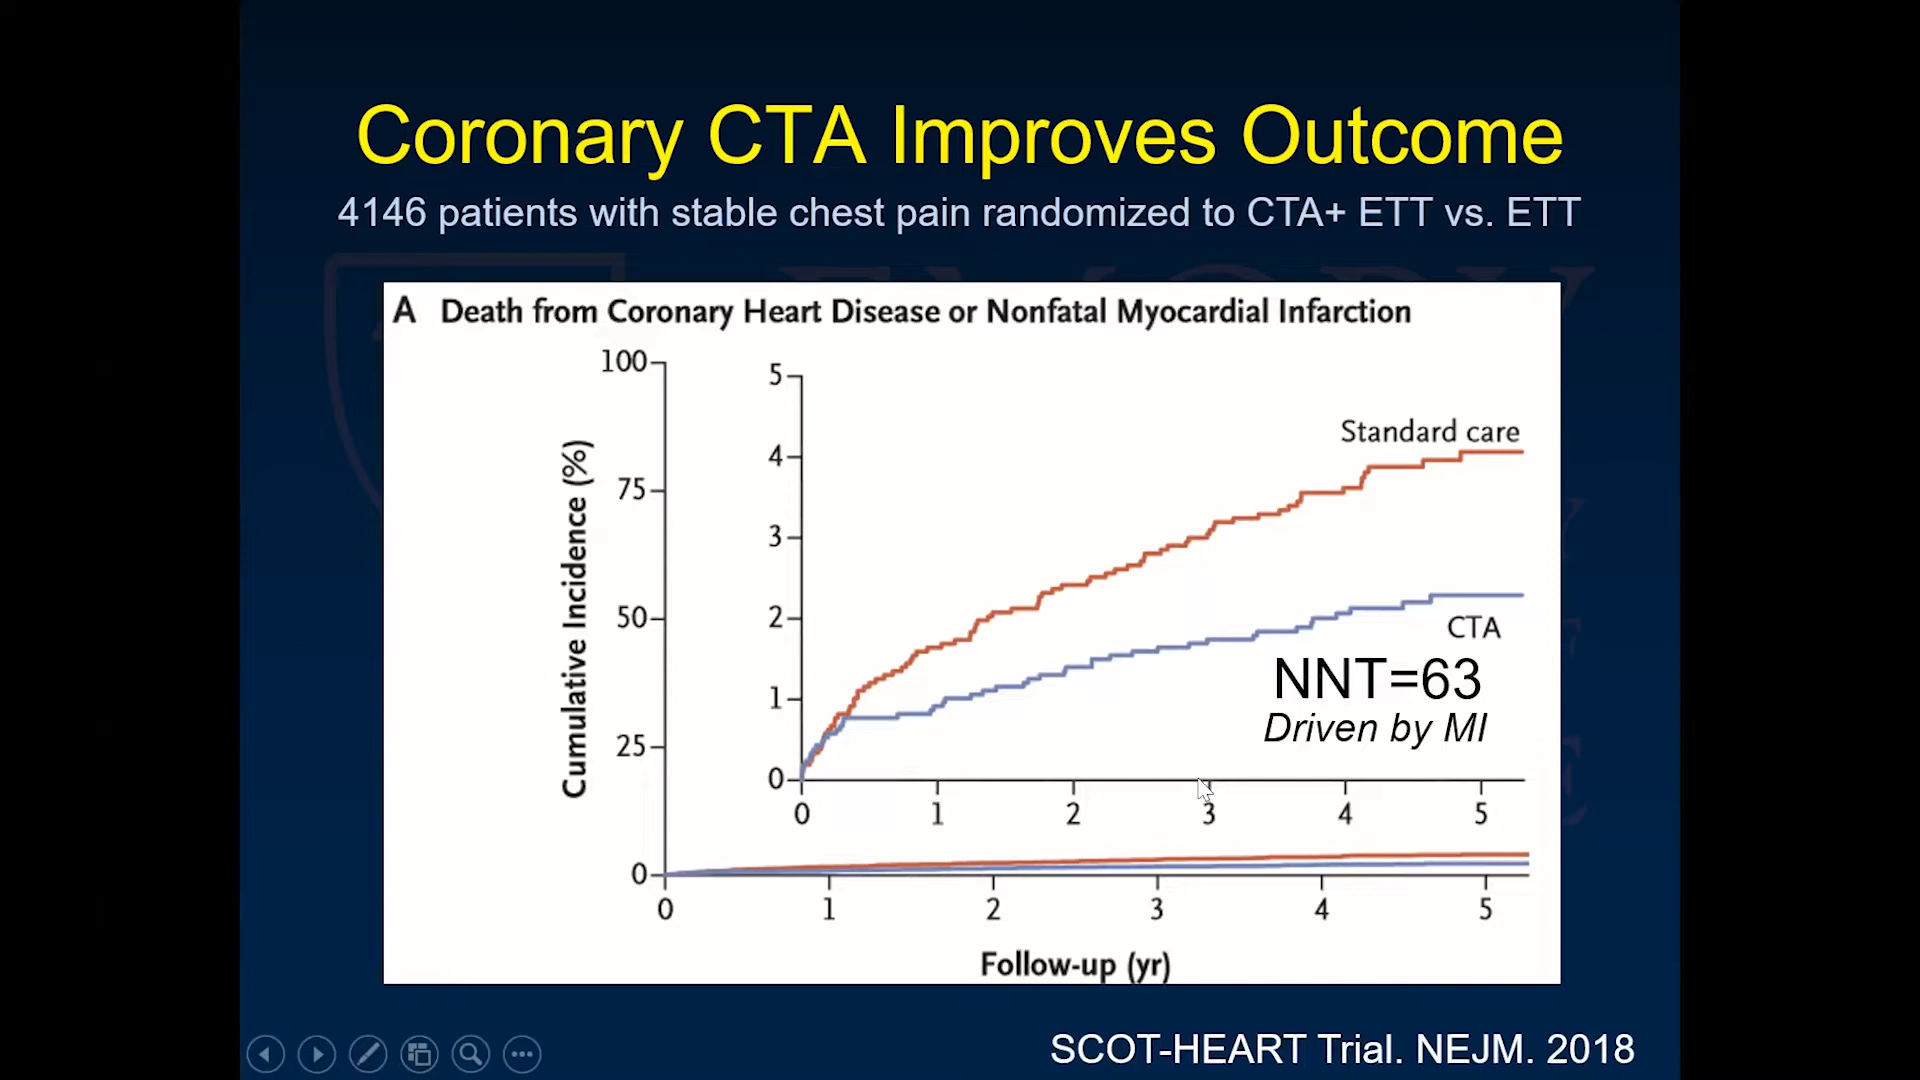 Coronary CTA Improves Outcome
4146 patients with stable chest pain randomized to CTA+ ETT vs. ETT
A Death from Coronary Heart Disease or Nonfatal Myocardial Infarction
Cumulative Incidence (%)
100
75
50
25
0
5
4
3
2
1
0
Standard care
CTA
NNT=63
Driven by MI
0 1 2 3 4 5
0 1 2 3 4 5
Follow-up (yr)
SCOT-HEART Trial. NEJM. 2018